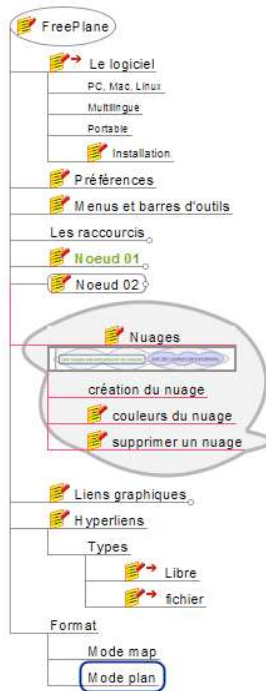 FreePlane
Le logiciel
PC, Mac, Linux
Multilingue
Portable
Installation
Préférences
Menus et barres d'outils
Les raccourcis
Noeud 01
Noeud 02
Nuages
création du nuage
couleurs du nuage
supprimer un nuage
Liens graphiques
Hyperliens
Types
Libre
fichier
Format
Mode map
Mode plan